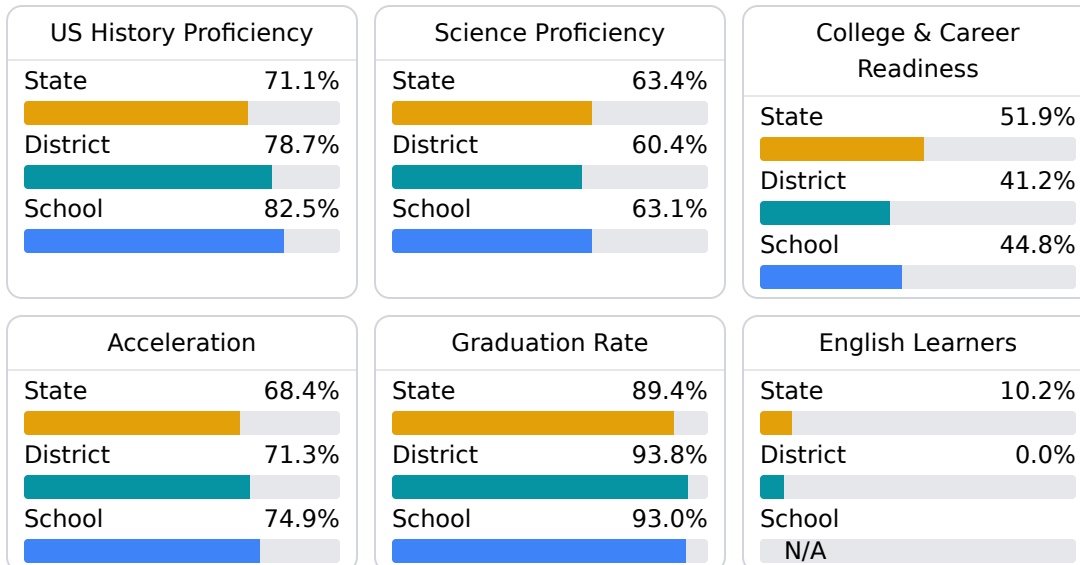 US History Proficiency
State 71.1%
District 78.7%
School 82.5%
Science Proficiency
State 63.4%
District 60.4%
School 63.1%
College & Career
Readiness
State 51.9%
District 41.2%
School 44.8%
Acceleration
State 68.4%
District 71.3%
School 74.9%
Graduation Rate
State 89.4%
District 93.8%
School 93.0%
English Learners
State 10.2%
District 0.0%
School
N/A